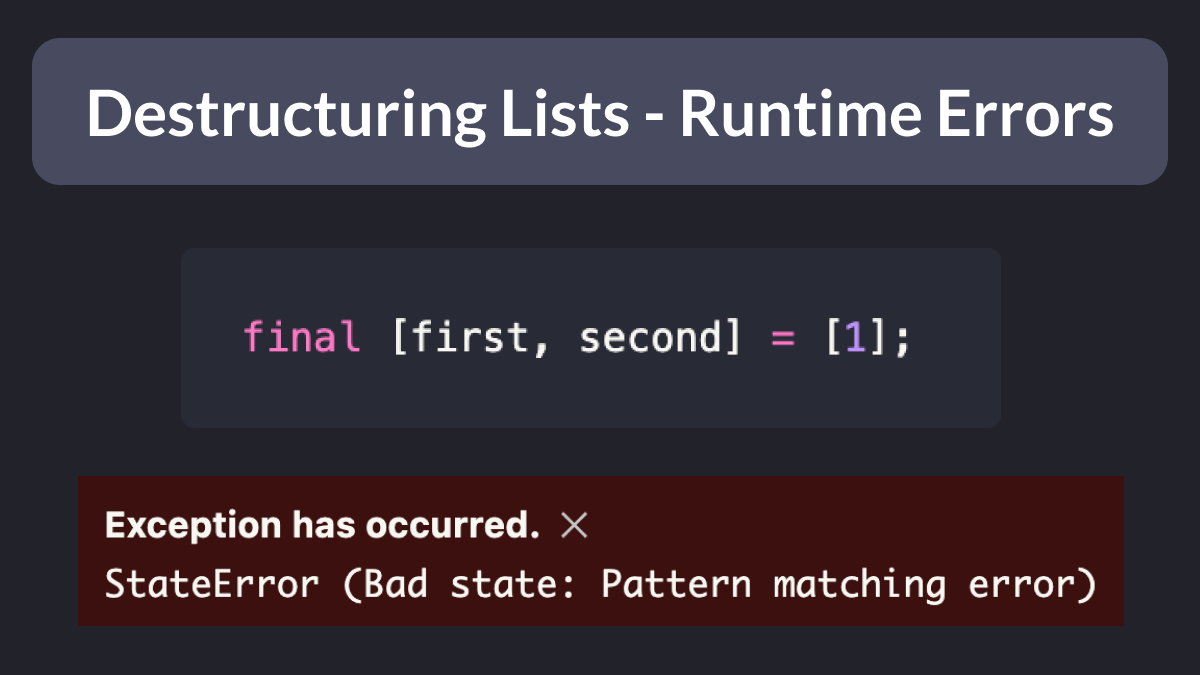 Destructuring Lists - Runtime Errors
final [first, second] = [1];
Exception has occurred. ×
StateError (Bad state: Pattern matching error)